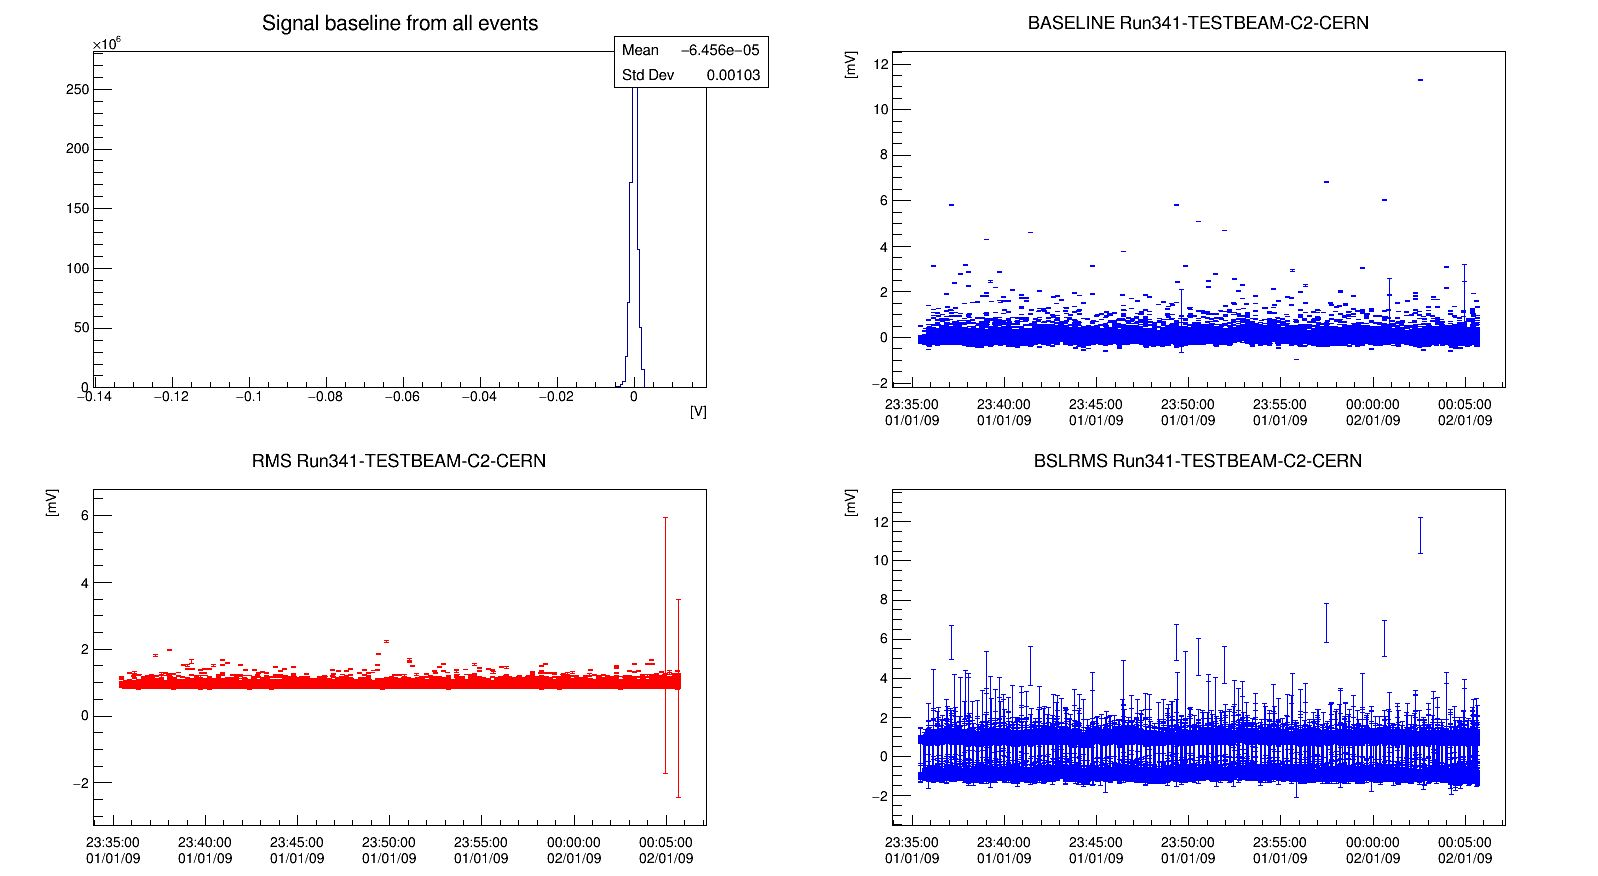 Signal baseline from all events
×10⁶
Mean −6.456e−05
Std Dev 0.00103
250
200
150
100
50
0
−0.14 −0.12 −0.1 −0.08 −0.06 −0.04 −0.02 0
[V]
BASELINE Run341-TESTBEAM-C2-CERN
[mV]
12
10
8
6
4
2
0
−2
23:35:00 23:40:00 23:45:00 23:50:00 23:55:00 00:00:00 00:05:00
01/01/09 01/01/09 01/01/09 01/01/09 01/01/09 02/01/09 02/01/09
RMS Run341-TESTBEAM-C2-CERN
[mV]
6
4
2
0
−2
23:35:00 23:40:00 23:45:00 23:50:00 23:55:00 00:00:00 00:05:00
01/01/09 01/01/09 01/01/09 01/01/09 01/01/09 02/01/09 02/01/09
BSLRMS Run341-TESTBEAM-C2-CERN
[mV]
12
10
8
6
4
2
0
−2
23:35:00 23:40:00 23:45:00 23:50:00 23:55:00 00:00:00 00:05:00
01/01/09 01/01/09 01/01/09 01/01/09 01/01/09 02/01/09 02/01/09